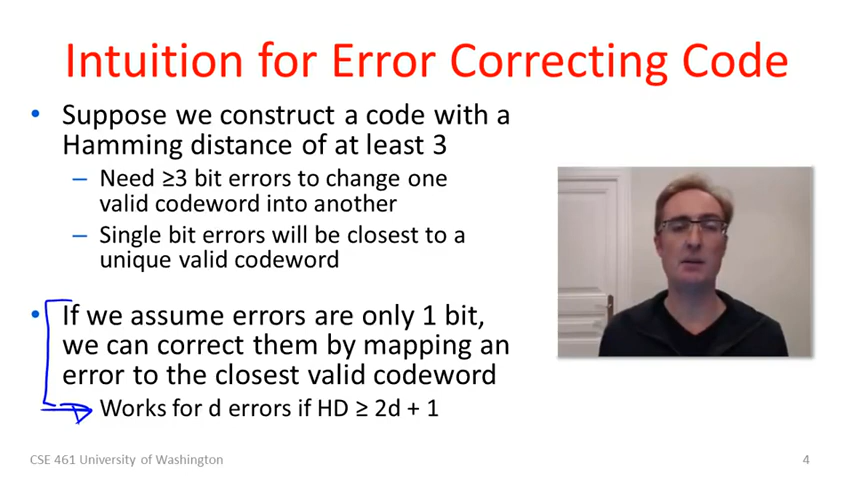 Intuition for Error Correcting Code
• Suppose we construct a code with a
Hamming distance of at least 3
– Need ≥3 bit errors to change one
valid codeword into another
– Single bit errors will be closest to a
unique valid codeword
• If we assume errors are only 1 bit,
we can correct them by mapping an
error to the closest valid codeword
Works for d errors if HD ≥ 2d + 1
CSE 461 University of Washington
4